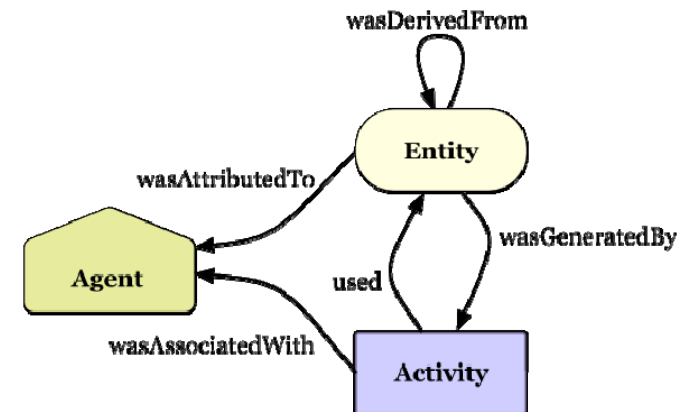 wasDerivedFrom
Entity
wasAttributedTo
wasGeneratedBy
Agent
used
wasAssociatedWith
Activity